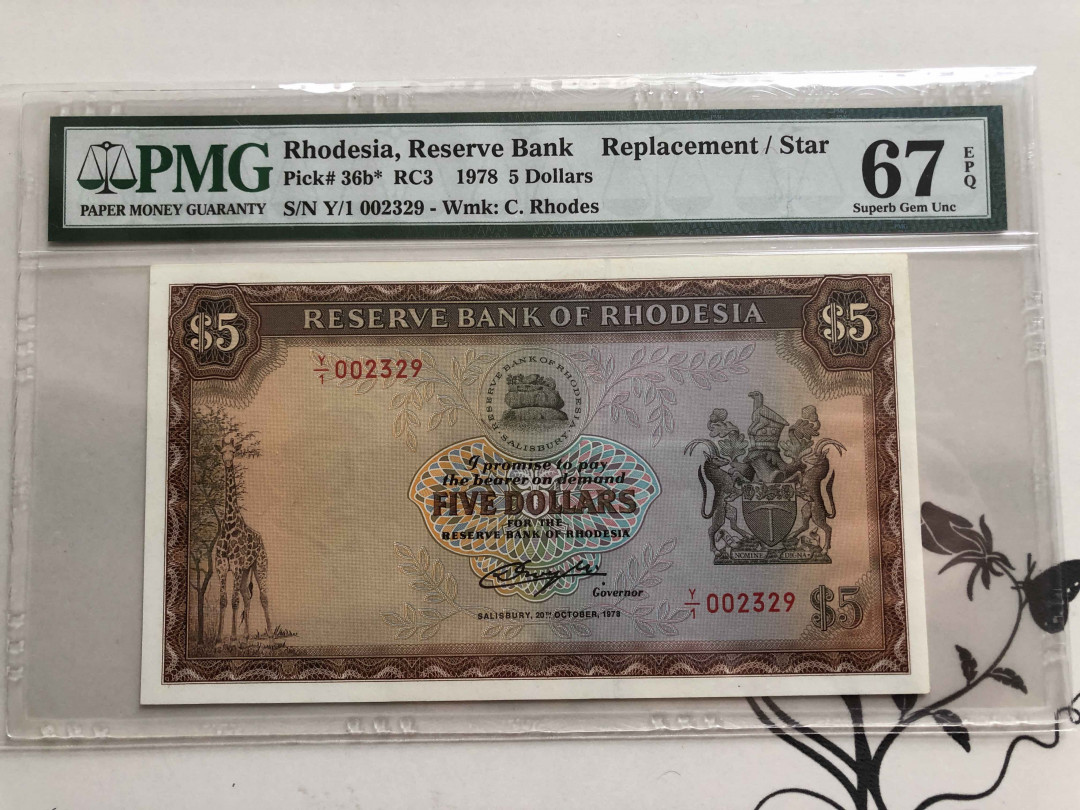 PMG
PAPER MONEY GUARANTY
Rhodesia, Reserve Bank Replacement / Star
Pick# 36b* RC3 1978 5 Dollars
S/N Y/1 002329 - Wmk: C. Rhodes
67 EPQ
Superb Gem Unc
$5 RESERVE BANK OF RHODESIA $5
Y/1 002329
RESERVE BANK OF RHODESIA
SALISBURY
I promise to pay
the bearer on demand
FIVE DOLLARS
FOR THE
RESERVE BANK OF RHODESIA
Governor
SALISBURY, 20TH OCTOBER, 1978
Y/1 002329 $5